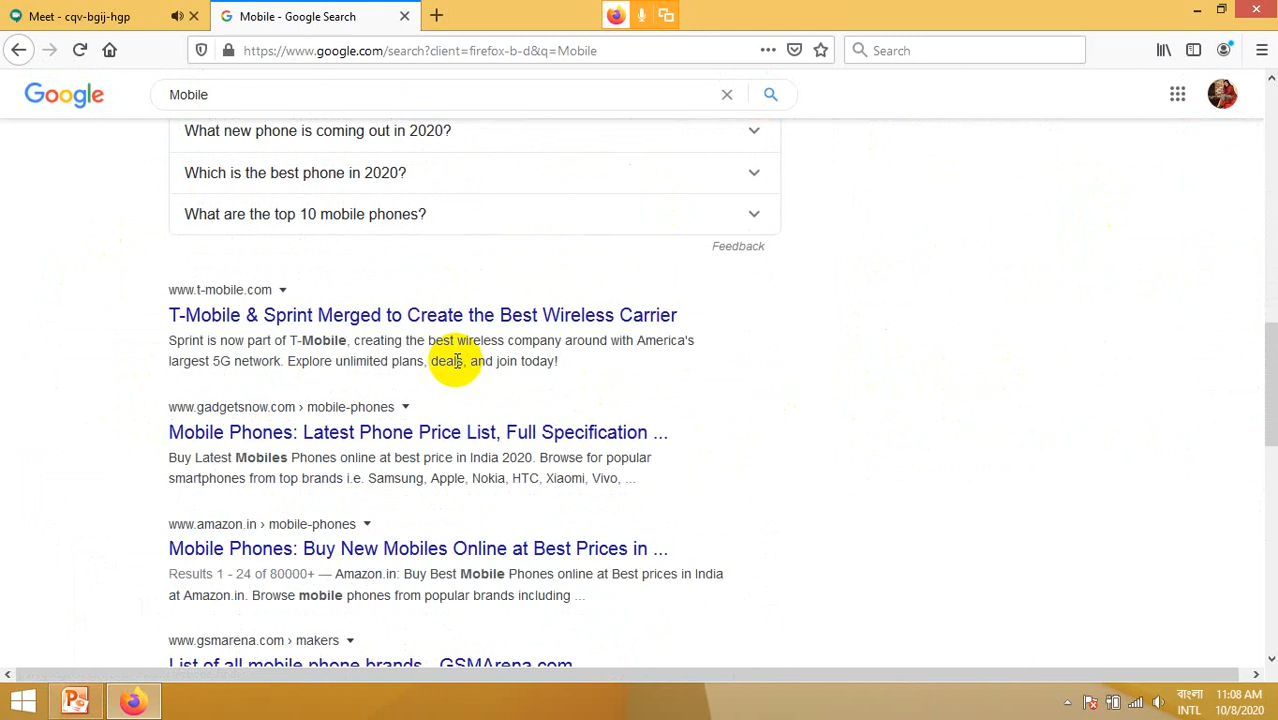 Meet - cqv-bgij-hgp
Mobile - Google Search
https://www.google.com/search?client=firefox-b-d&q=Mobile
Search
Google
Mobile
What new phone is coming out in 2020?
Which is the best phone in 2020?
What are the top 10 mobile phones?
Feedback
www.t-mobile.com
T-Mobile & Sprint Merged to Create the Best Wireless Carrier
Sprint is now part of T-Mobile, creating the best wireless company around with America's
largest 5G network. Explore unlimited plans, deals, and join today!
www.gadgetsnow.com › mobile-phones
Mobile Phones: Latest Phone Price List, Full Specification ...
Buy Latest Mobiles Phones online at best price in India 2020. Browse for popular
smartphones from top brands i.e. Samsung, Apple, Nokia, HTC, Xiaomi, Vivo, ...
www.amazon.in › mobile-phones
Mobile Phones: Buy New Mobiles Online at Best Prices in ...
Results 1 - 24 of 80000+ — Amazon.in: Buy Best Mobile Phones online at Best prices in India
at Amazon.in. Browse mobile phones from popular brands including ...
www.gsmarena.com › makers
List of all mobile phone brands - GSMArena.com
বাংলা
INTL
11:08 AM
10/8/2020